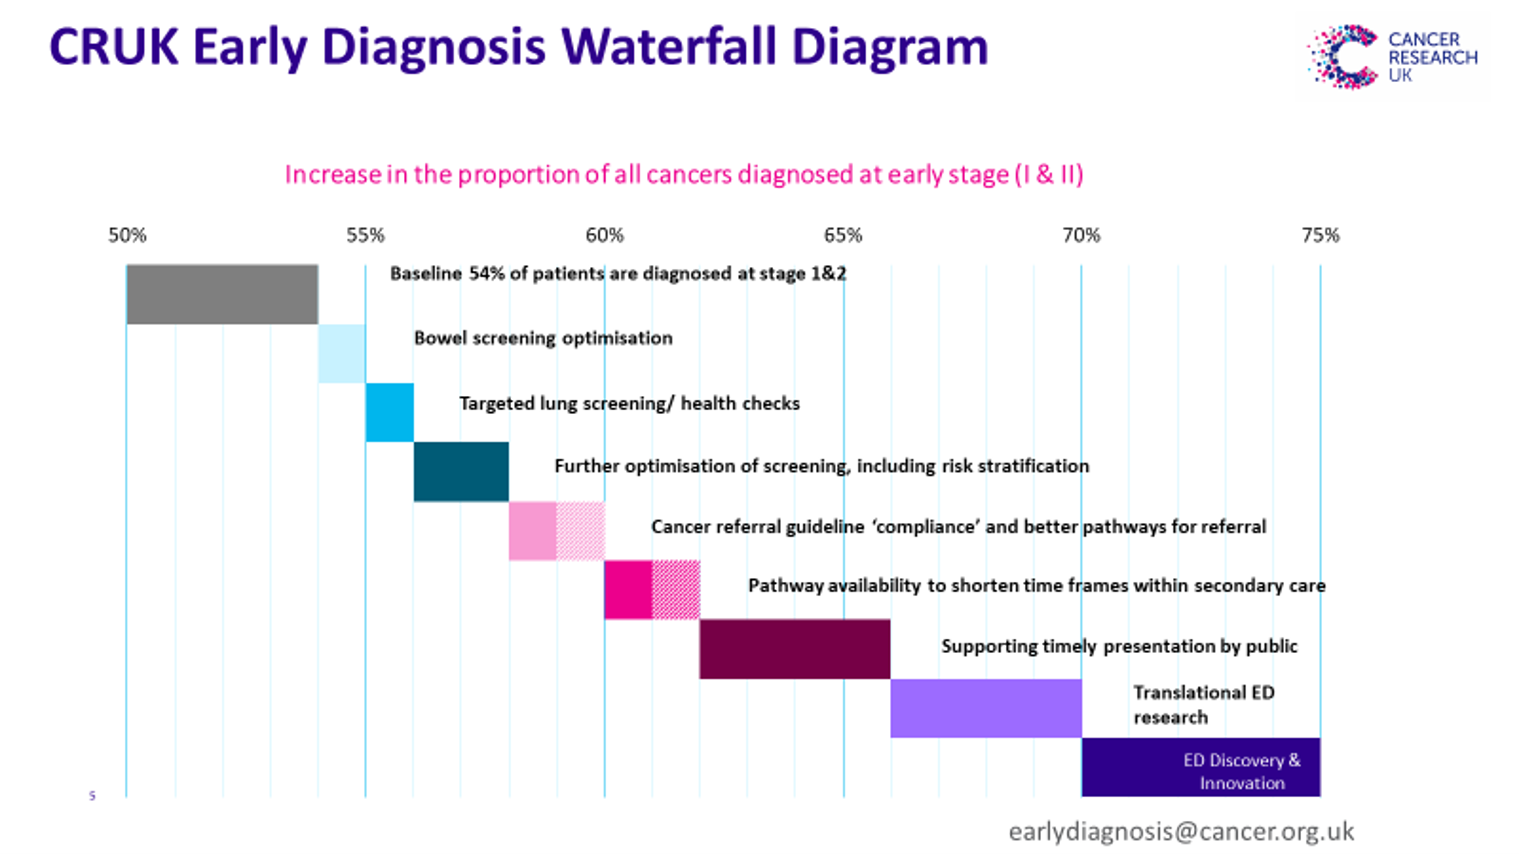 CRUK Early Diagnosis Waterfall Diagram
CANCER
RESEARCH
UK
Increase in the proportion of all cancers diagnosed at early stage (I & II)
50% 55% 60% 65% 70% 75%
Baseline 54% of patients are diagnosed at stage 1&2
Bowel screening optimisation
Targeted lung screening/ health checks
Further optimisation of screening, including risk stratification
Cancer referral guideline ‘compliance’ and better pathways for referral
Pathway availability to shorten time frames within secondary care
Supporting timely presentation by public
Translational ED
research
ED Discovery &
Innovation
5
earlydiagnosis@cancer.org.uk